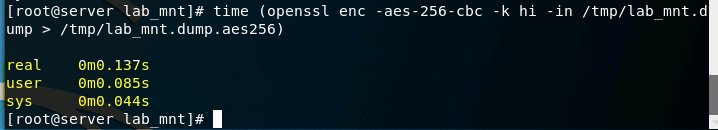 [root@server lab_mnt]# time (openssl enc -aes-256-cbc -k hi -in /tmp/lab_mnt.d
ump > /tmp/lab_mnt.dump.aes256)
real    0m0.137s
user    0m0.085s
sys     0m0.044s
[root@server lab_mnt]#